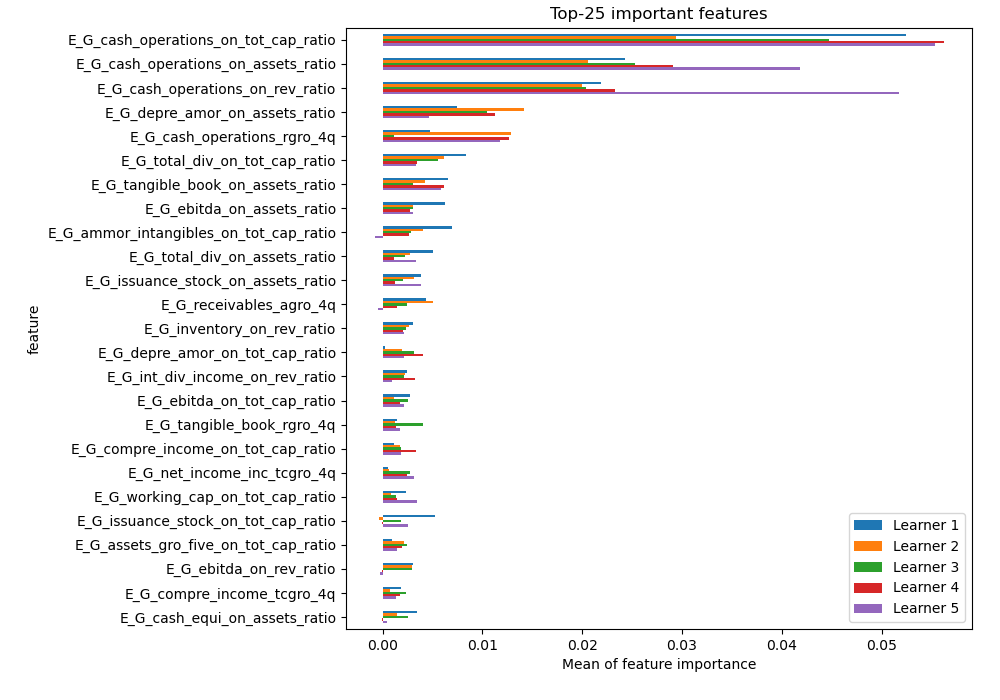 Top-25 important features
E_G_cash_operations_on_tot_cap_ratio
E_G_cash_operations_on_assets_ratio
E_G_cash_operations_on_rev_ratio
E_G_depre_amor_on_assets_ratio
E_G_cash_operations_rgro_4q
E_G_total_div_on_tot_cap_ratio
E_G_tangible_book_on_assets_ratio
E_G_ebitda_on_assets_ratio
E_G_ammor_intangibles_on_tot_cap_ratio
E_G_total_div_on_assets_ratio
E_G_issuance_stock_on_assets_ratio
E_G_receivables_agro_4q
E_G_inventory_on_rev_ratio
E_G_depre_amor_on_tot_cap_ratio
E_G_int_div_income_on_rev_ratio
E_G_ebitda_on_tot_cap_ratio
E_G_tangible_book_rgro_4q
E_G_compre_income_on_tot_cap_ratio
E_G_net_income_inc_tcgro_4q
E_G_working_cap_on_tot_cap_ratio
E_G_issuance_stock_on_tot_cap_ratio
E_G_assets_gro_five_on_tot_cap_ratio
E_G_ebitda_on_rev_ratio
E_G_compre_income_tcgro_4q
E_G_cash_equi_on_assets_ratio
feature
Learner 1
Learner 2
Learner 3
Learner 4
Learner 5
0.00 0.01 0.02 0.03 0.04 0.05
Mean of feature importance